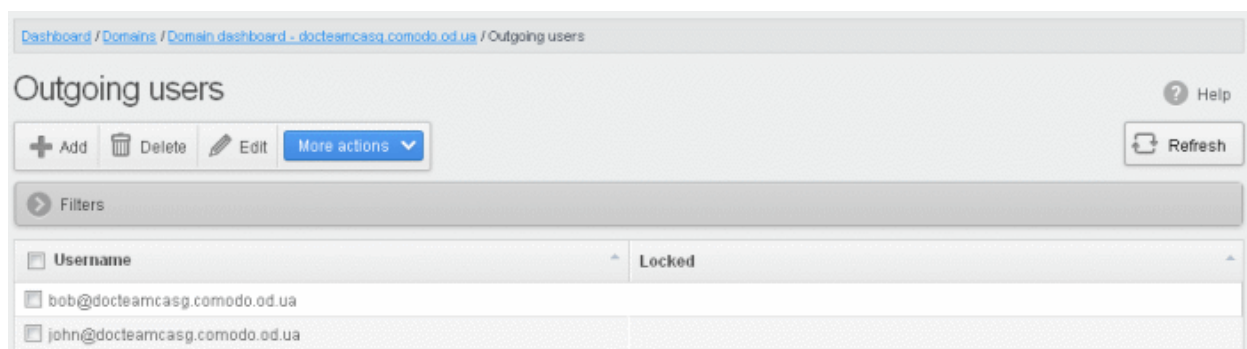 Dashboard / Domains / Domain dashboard - docteamcasg.comodo.od.ua / Outgoing users
Outgoing users
Help
Add Delete Edit More actions
Refresh
Filters
Username Locked
bob@docteamcasg.comodo.od.ua
john@docteamcasg.comodo.od.ua